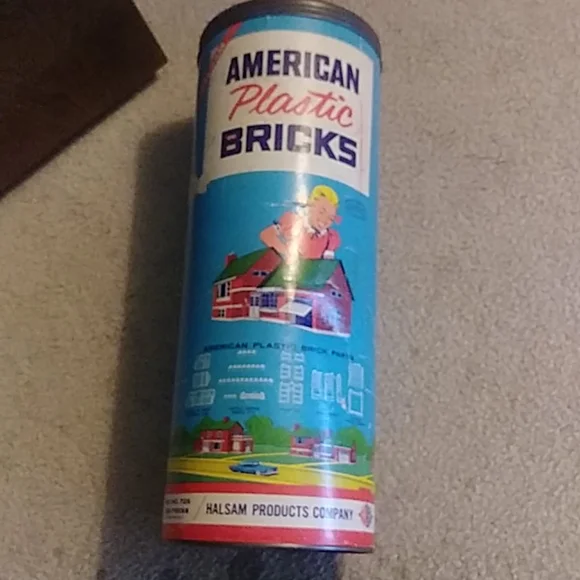 AMERICAN
Plastic
BRICKS
AMERICAN PLASTIC BRICK PARTS
HALSAM PRODUCTS COMPANY